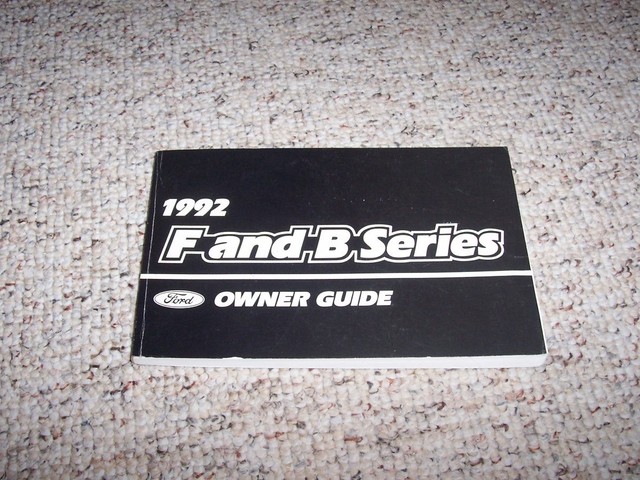 1992
F and B Series
Ford OWNER GUIDE